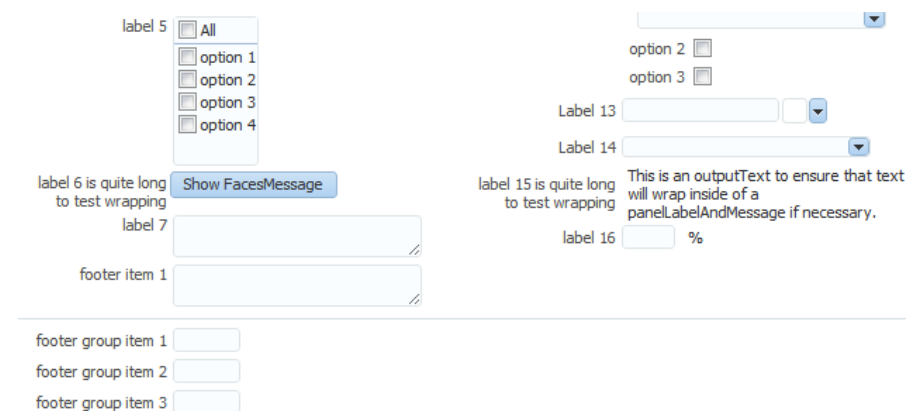 label 5
All
option 1
option 2
option 3
option 4
label 6 is quite long
to test wrapping
Show FacesMessage
label 7
footer item 1
option 2
option 3
Label 13
Label 14
label 15 is quite long
to test wrapping
This is an outputText to ensure that text
will wrap inside of a
panelLabelAndMessage if necessary.
label 16
%
footer group item 1
footer group item 2
footer group item 3